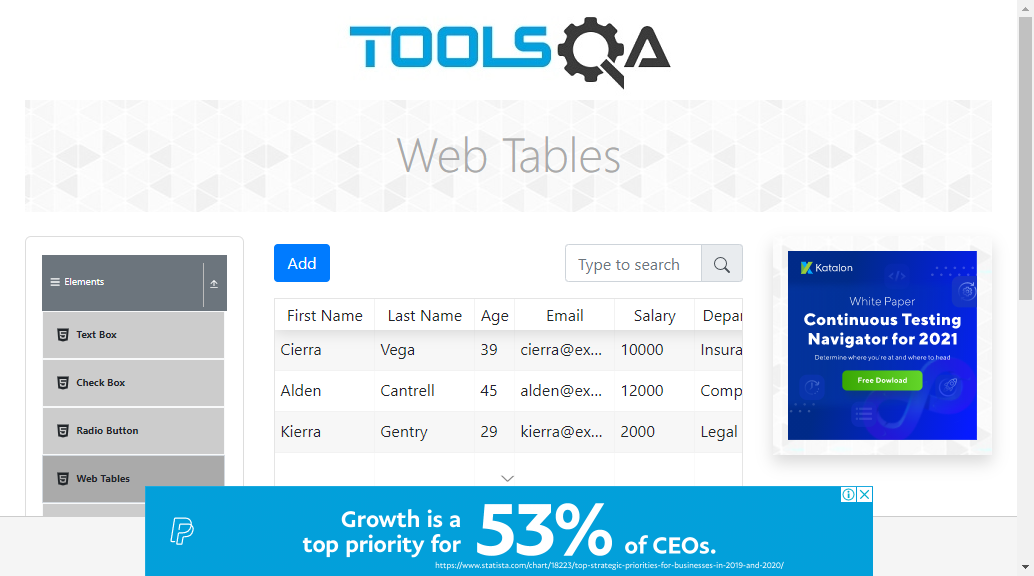 TOOLSQA
Web Tables
Elements
Text Box
Check Box
Radio Button
Web Tables
Add
Type to search
First Name Last Name Age Email Salary Depar
Cierra Vega 39 cierra@ex... 10000 Insura
Alden Cantrell 45 alden@ex... 12000 Comp
Kierra Gentry 29 kierra@ex... 2000 Legal
Katalon
White Paper
Continuous Testing
Navigator for 2021
Determine where you're at and where to head
Free Dowload
Growth is a
top priority for 53% of CEOs.
https://www.statista.com/chart/18223/top-strategic-priorities-for-businesses-in-2019-and-2020/